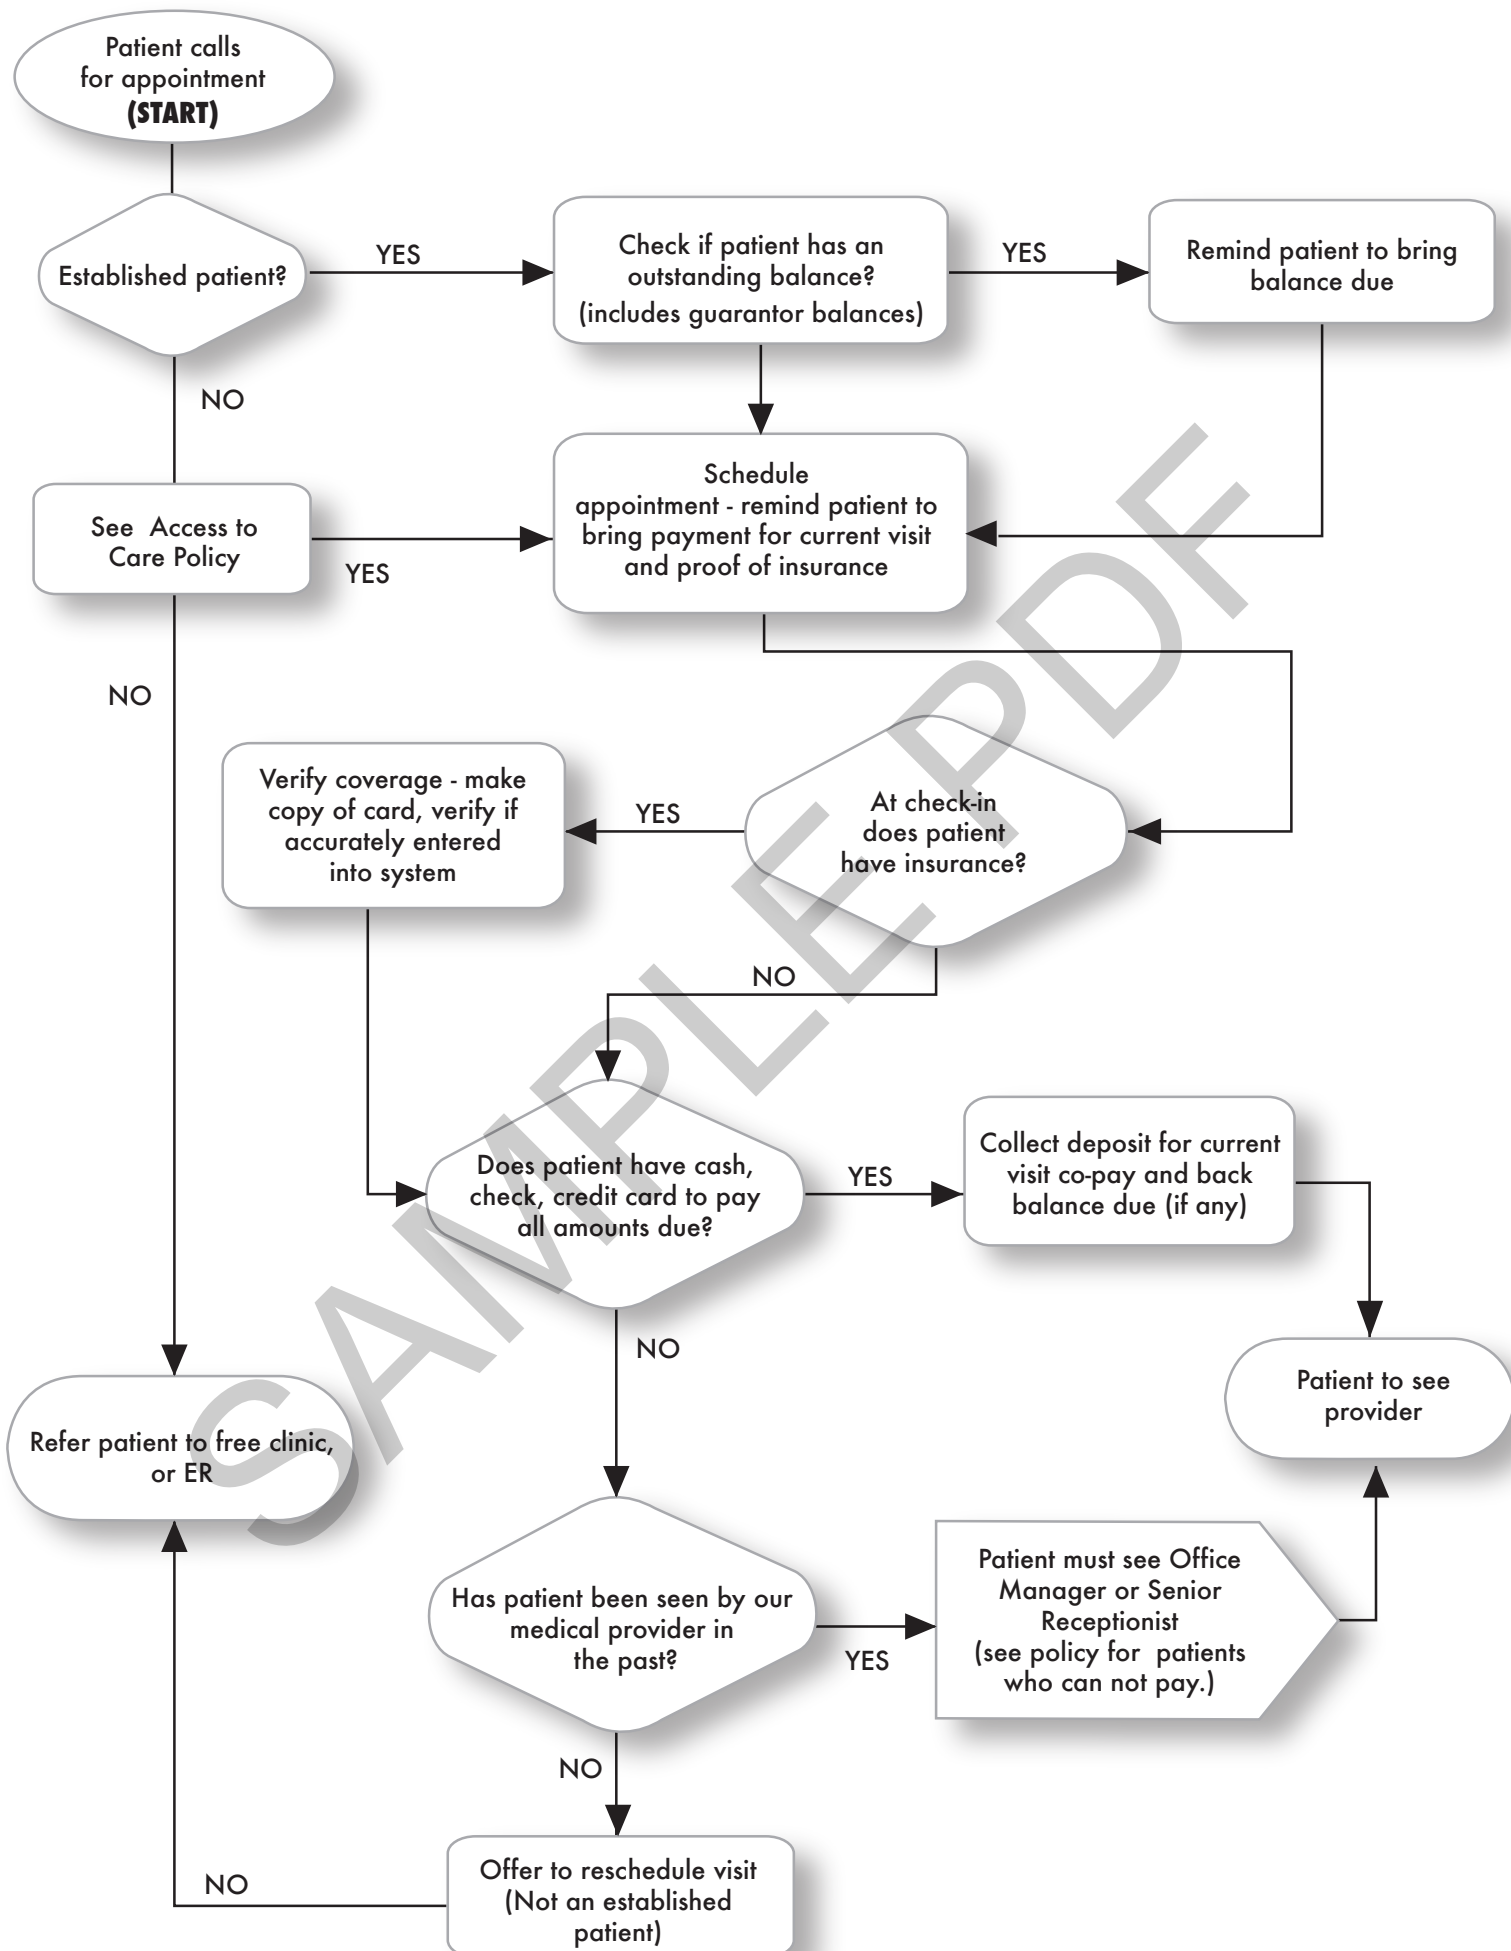 Patient calls
for appointment
(START)
Established patient?
YES
Check if patient has an
outstanding balance?
(includes guarantor balances)
YES
Remind patient to bring
balance due
NO
See  Access to
Care Policy
YES
Schedule
appointment - remind patient to
bring payment for current visit
and proof of insurance
NO
At check-in
does patient
have insurance?
YES
Verify coverage - make
copy of card, verify if
accurately entered
into system
NO
Does patient have cash,
check, credit card to pay
all amounts due?
YES
Collect deposit for current
visit co-pay and back
balance due (if any)
NO
Patient to see
provider
Refer patient to free clinic,
or ER
Has patient been seen by our
medical provider in
the past?
YES
Patient must see Office
Manager or Senior
Receptionist
(see policy for  patients
who can not pay.)
NO
Offer to reschedule visit
(Not an established
patient)
NO
SAMPLE PDF